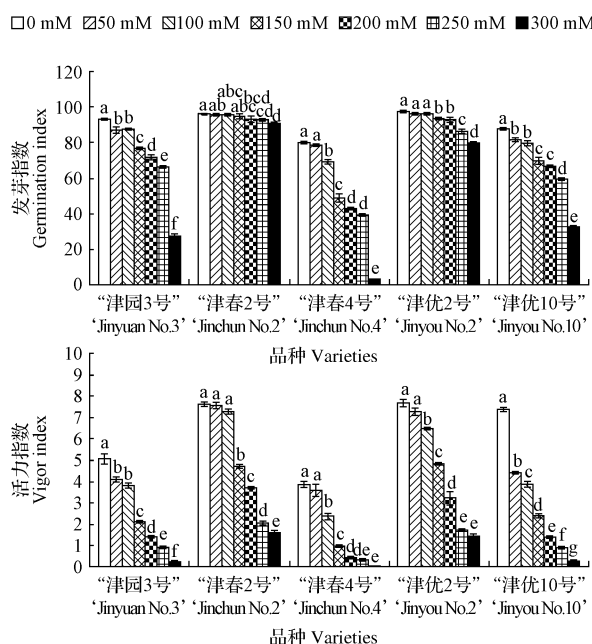 0 mM 50 mM 100 mM 150 mM 200 mM 250 mM 300 mM
发芽指数
Germination index
120
100
80
60
40
20
0
a b b c d e f
a ab abc abc bcd cd d
a a b c d d e
a a a b b c d
a b b c c d e
“津园3号” “津春2号” “津春4号” “津优2号” “津优10号”
‘Jinyuan No.3’ ‘Jinchun No.2’ ‘Jinchun No.4’ ‘Jinyou No.2’ ‘Jinyou No.10’
品种 Varieties
活力指数
Vigor index
10
9
8
7
6
5
4
3
2
1
0
a b b c d e f
a a a b c d e
a a b c d de e
a a b c d e e
a b c d e f g
“津园3号” “津春2号” “津春4号” “津优2号” “津优10号”
‘Jinyuan No.3’ ‘Jinchun No.2’ ‘Jinchun No.4’ ‘Jinyou No.2’ ‘Jinyou No.10’
品种 Varieties